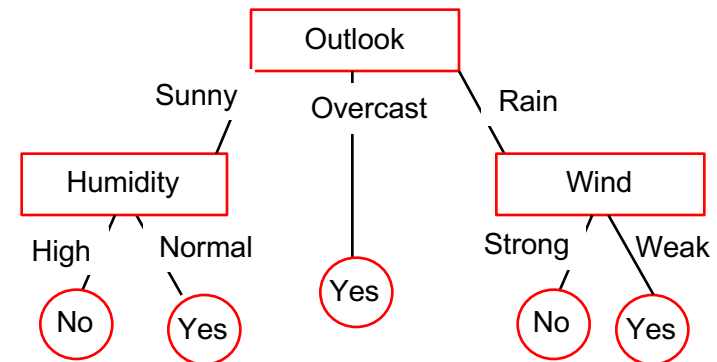 Outlook
Sunny
Overcast
Rain
Humidity
Wind
High
Normal
Strong
Weak
No
Yes
Yes
No
Yes